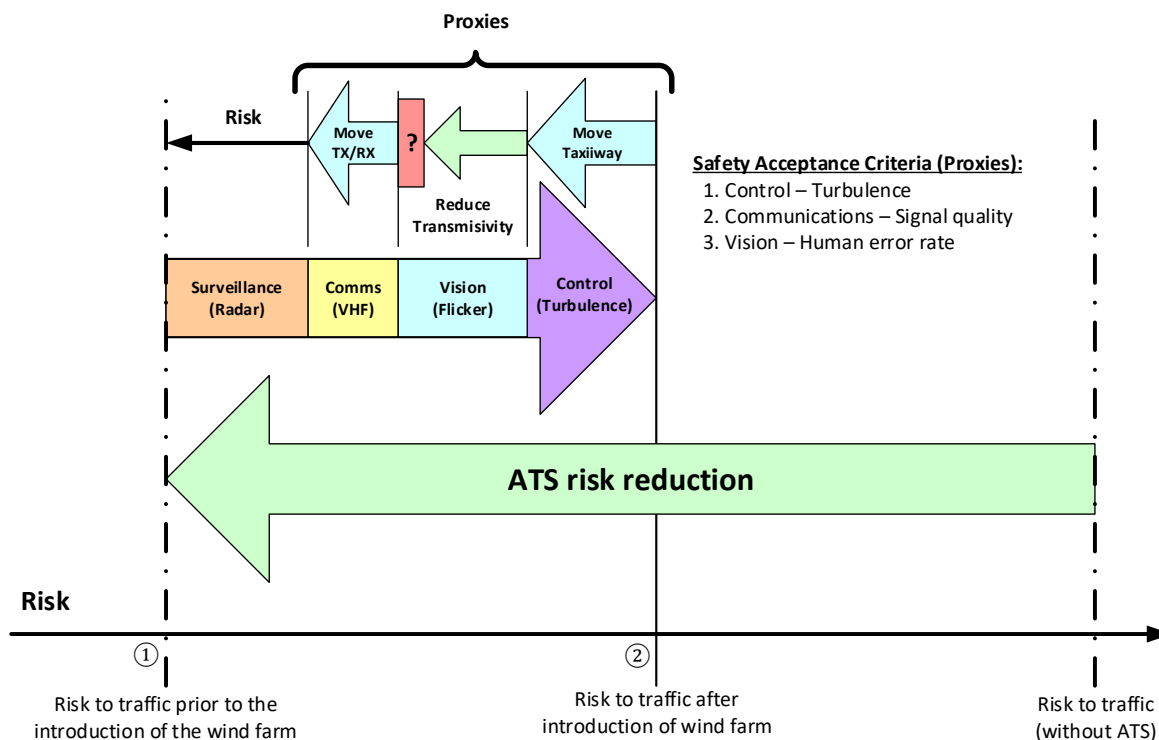 Proxies
Risk
Move
TX/RX
?
Move
Taxiiway
Reduce
Transmisivity
Safety Acceptance Criteria (Proxies):
1. Control – Turbulence
2. Communications – Signal quality
3. Vision – Human error rate
Surveillance
(Radar)
Comms
(VHF)
Vision
(Flicker)
Control
(Turbulence)
ATS risk reduction
Risk
①
②
Risk to traffic prior to the
introduction of the wind farm
Risk to traffic after
introduction of wind farm
Risk to traffic
(without ATS)